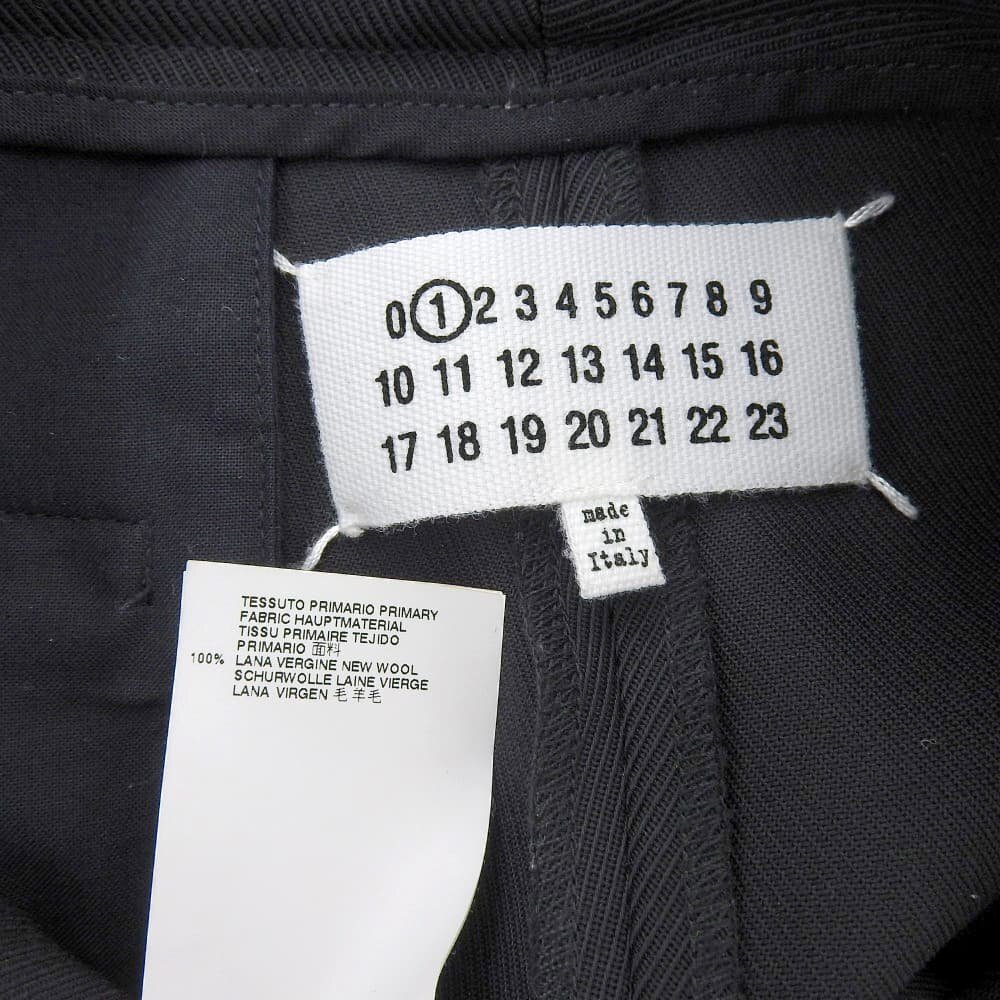 0 1 2 3 4 5 6 7 8 9
10 11 12 13 14 15 16
17 18 19 20 21 22 23
made
in
Italy
TESSUTO PRIMARIO PRIMARY
FABRIC HAUPTMATERIAL
TISSU PRIMAIRE TEJIDO
PRIMARIO 面料
100% LANA VERGINE NEW WOOL
SCHURWOLLE LAINE VIERGE
LANA VIRGEN 毛羊毛